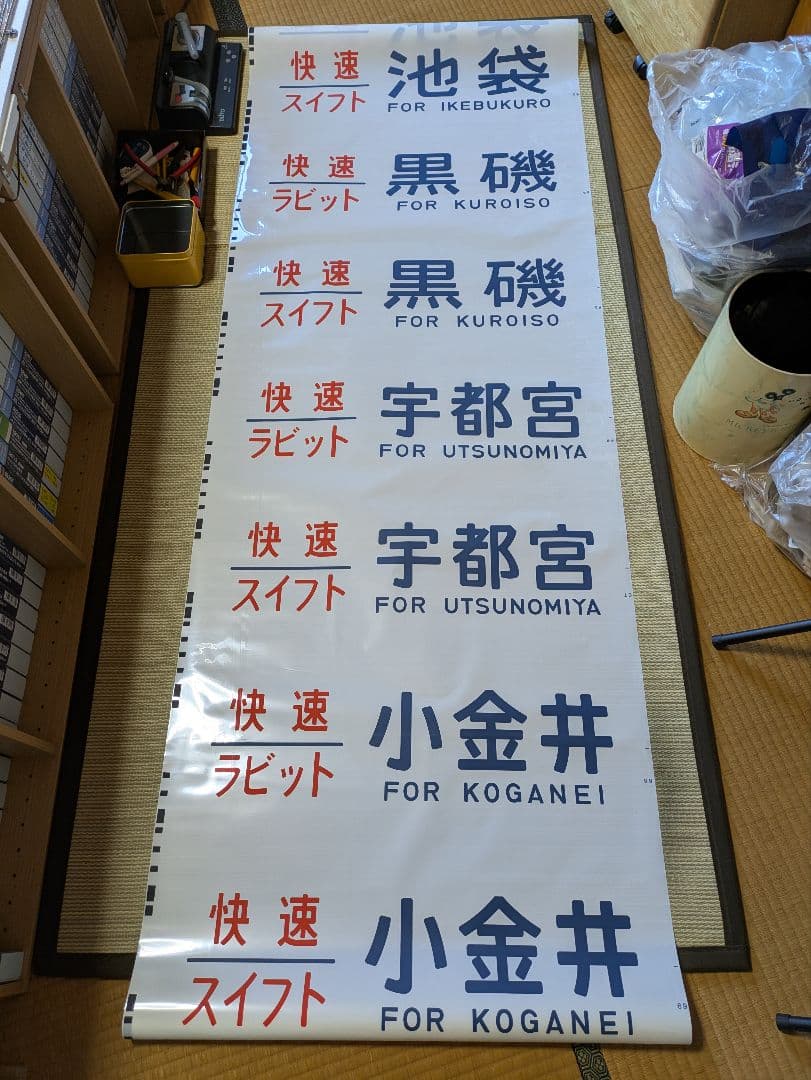 快速
スイフト
池袋
FOR IKEBUKURO
快速
ラビット
黒磯
FOR KUROISO
快速
スイフト
黒磯
FOR KUROISO
快速
ラビット
宇都宮
FOR UTSUNOMIYA
快速
スイフト
宇都宮
FOR UTSUNOMIYA
快速
ラビット
小金井
FOR KOGANEI
快速
スイフト
小金井
FOR KOGANEI
69